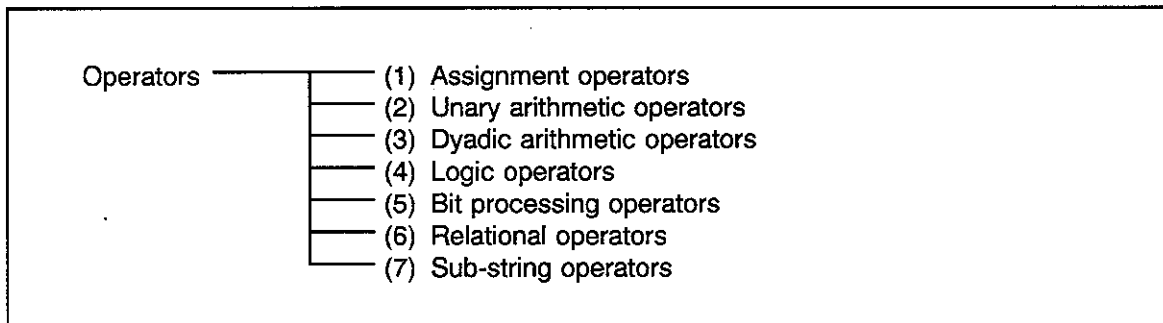 Operators (1) Assignment operators
(2) Unary arithmetic operators
(3) Dyadic arithmetic operators
(4) Logic operators
(5) Bit processing operators
(6) Relational operators
(7) Sub-string operators